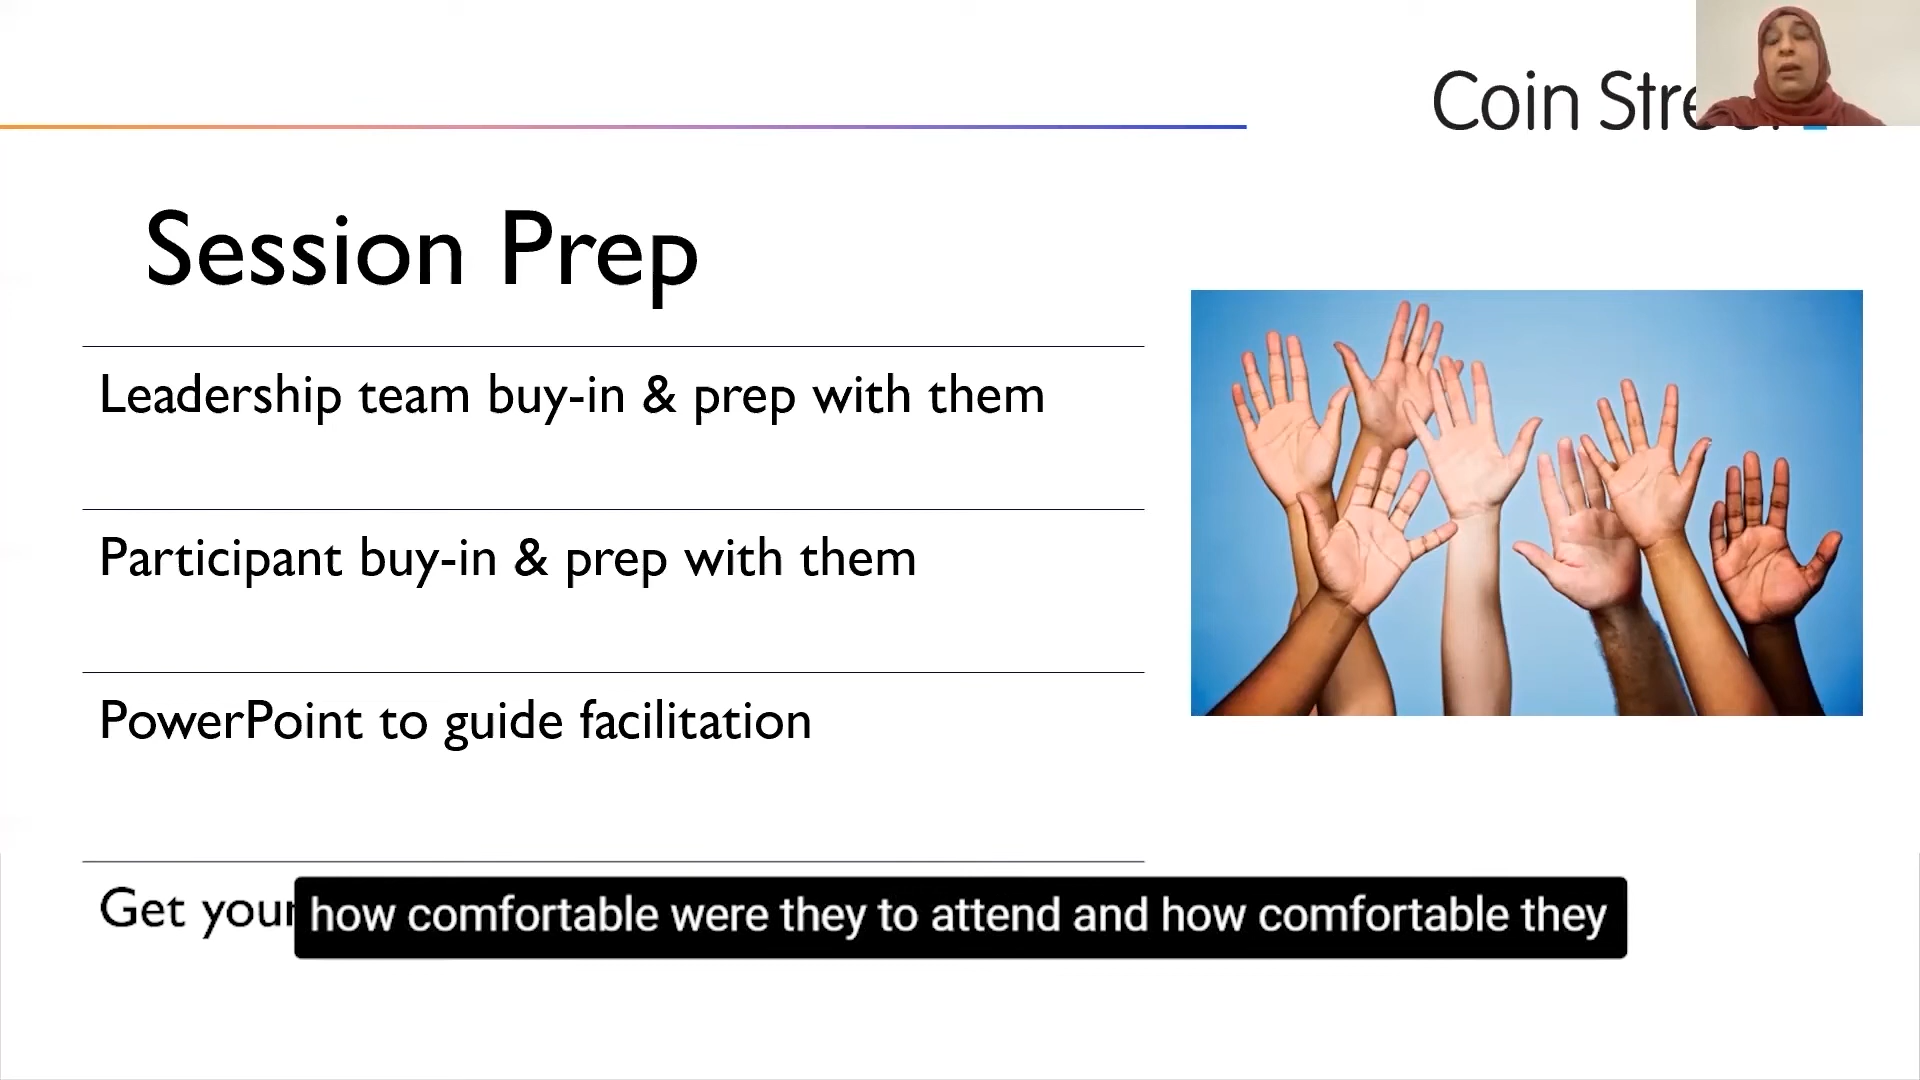 Coin
Session Prep
Leadership team buy-in & prep with them
Participant buy-in & prep with them
PowerPoint to guide facilitation
Get your
how comfortable were they to attend and how comfortable they